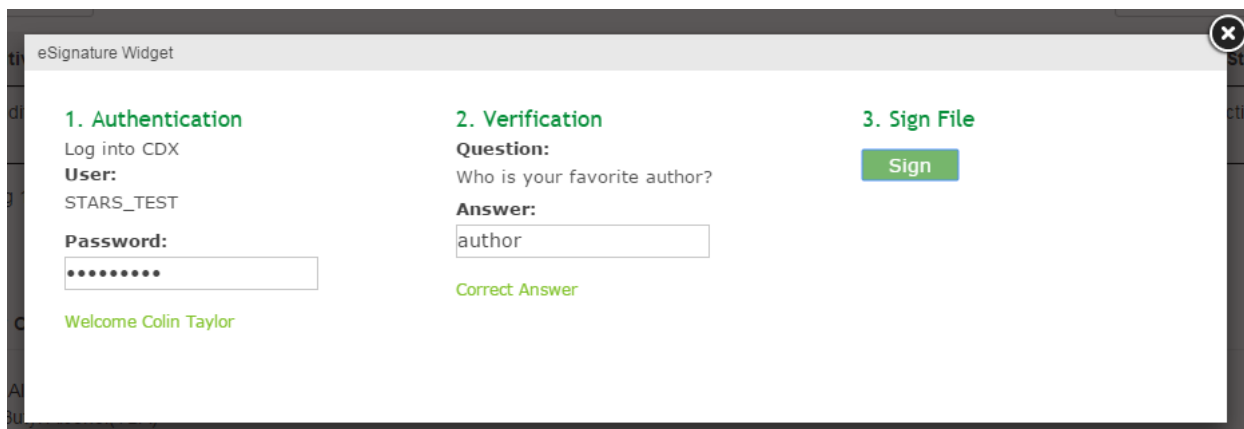 eSignature Widget
1. Authentication
Log into CDX
User:
STARS_TEST
Password:
•••••••••
Welcome Colin Taylor
2. Verification
Question:
Who is your favorite author?
Answer:
author
Correct Answer
3. Sign File
Sign